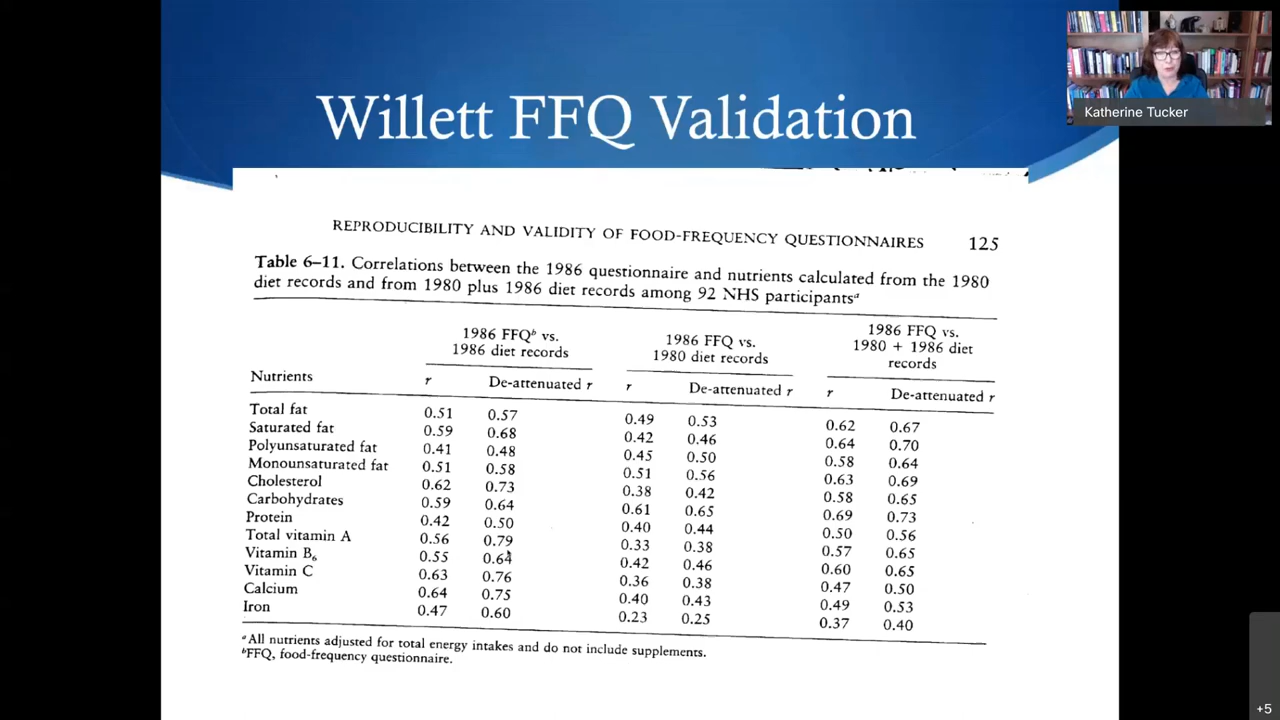 Willett FFQ Validation
Katherine Tucker
REPRODUCIBILITY AND VALIDITY OF FOOD-FREQUENCY QUESTIONNAIRES 125
Table 6–11. Correlations between the 1986 questionnaire and nutrients calculated from the 1980
diet records and from 1980 plus 1986 diet records among 92 NHS participantsᵃ
1986 FFQᵇ vs.
1986 diet records
1986 FFQ vs.
1980 diet records
1986 FFQ vs.
1980 + 1986 diet
records
Nutrients r De-attenuated r r De-attenuated r r De-attenuated r
Total fat 0.51 0.57 0.49 0.53 0.62 0.67
Saturated fat 0.59 0.68 0.42 0.46 0.64 0.70
Polyunsaturated fat 0.41 0.48 0.45 0.50 0.58 0.64
Monounsaturated fat 0.51 0.58 0.51 0.56 0.63 0.69
Cholesterol 0.62 0.73 0.38 0.42 0.58 0.65
Carbohydrates 0.59 0.64 0.61 0.65 0.69 0.73
Protein 0.42 0.50 0.40 0.44 0.50 0.56
Total vitamin A 0.56 0.79 0.33 0.38 0.57 0.65
Vitamin B₆ 0.55 0.64 0.42 0.46 0.60 0.65
Vitamin C 0.63 0.76 0.36 0.38 0.47 0.50
Calcium 0.64 0.75 0.40 0.43 0.49 0.53
Iron 0.47 0.60 0.23 0.25 0.37 0.40
ᵃAll nutrients adjusted for total energy intakes and do not include supplements.
ᵇFFQ, food-frequency questionnaire.
+5